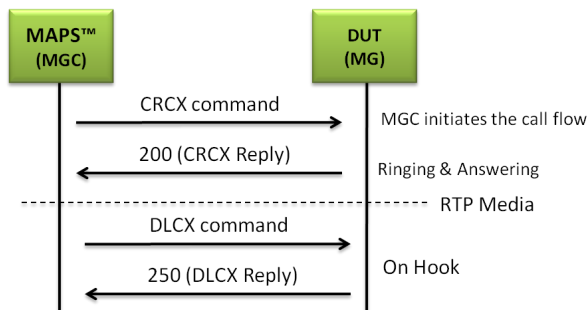 MAPS™
(MGC)
DUT
(MG)
CRCX command
MGC initiates the call flow
200 (CRCX Reply)
Ringing & Answering
RTP Media
DLCX command
On Hook
250 (DLCX Reply)